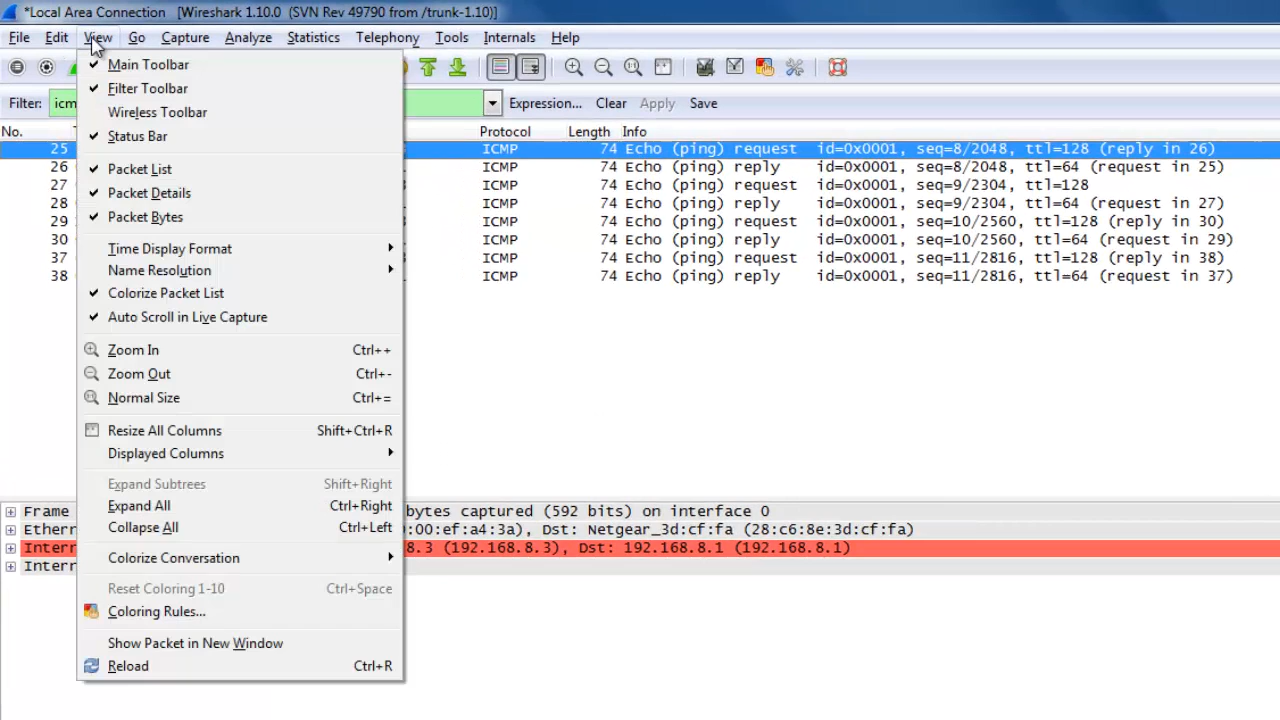 *Local Area Connection [Wireshark 1.10.0 (SVN Rev 49790 from /trunk-1.10)]
File Edit View Go Capture Analyze Statistics Telephony Tools Internals Help
Filter: icm Expression... Clear Apply Save
No. Protocol Length Info
25 ICMP 74 Echo (ping) request id=0x0001, seq=8/2048, ttl=128 (reply in 26)
26 ICMP 74 Echo (ping) reply id=0x0001, seq=8/2048, ttl=64 (request in 25)
27 ICMP 74 Echo (ping) request id=0x0001, seq=9/2304, ttl=128
28 ICMP 74 Echo (ping) reply id=0x0001, seq=9/2304, ttl=64 (request in 27)
29 ICMP 74 Echo (ping) request id=0x0001, seq=10/2560, ttl=128 (reply in 30)
30 ICMP 74 Echo (ping) reply id=0x0001, seq=10/2560, ttl=64 (request in 29)
37 ICMP 74 Echo (ping) request id=0x0001, seq=11/2816, ttl=128 (reply in 38)
38 ICMP 74 Echo (ping) reply id=0x0001, seq=11/2816, ttl=64 (request in 37)
Main Toolbar
Filter Toolbar
Wireless Toolbar
Status Bar
Packet List
Packet Details
Packet Bytes
Time Display Format
Name Resolution
Colorize Packet List
Auto Scroll in Live Capture
Zoom In Ctrl++
Zoom Out Ctrl+-
Normal Size Ctrl+=
Resize All Columns Shift+Ctrl+R
Displayed Columns
Expand Subtrees Shift+Right
Expand All Ctrl+Right
Collapse All Ctrl+Left
Colorize Conversation
Reset Coloring 1-10 Ctrl+Space
Coloring Rules...
Show Packet in New Window
Reload Ctrl+R
Frame bytes captured (592 bits) on interface 0
Ethern :00:ef:a4:3a), Dst: Netgear_3d:cf:fa (28:c6:8e:3d:cf:fa)
Intern 8.3 (192.168.8.3), Dst: 192.168.8.1 (192.168.8.1)
Intern